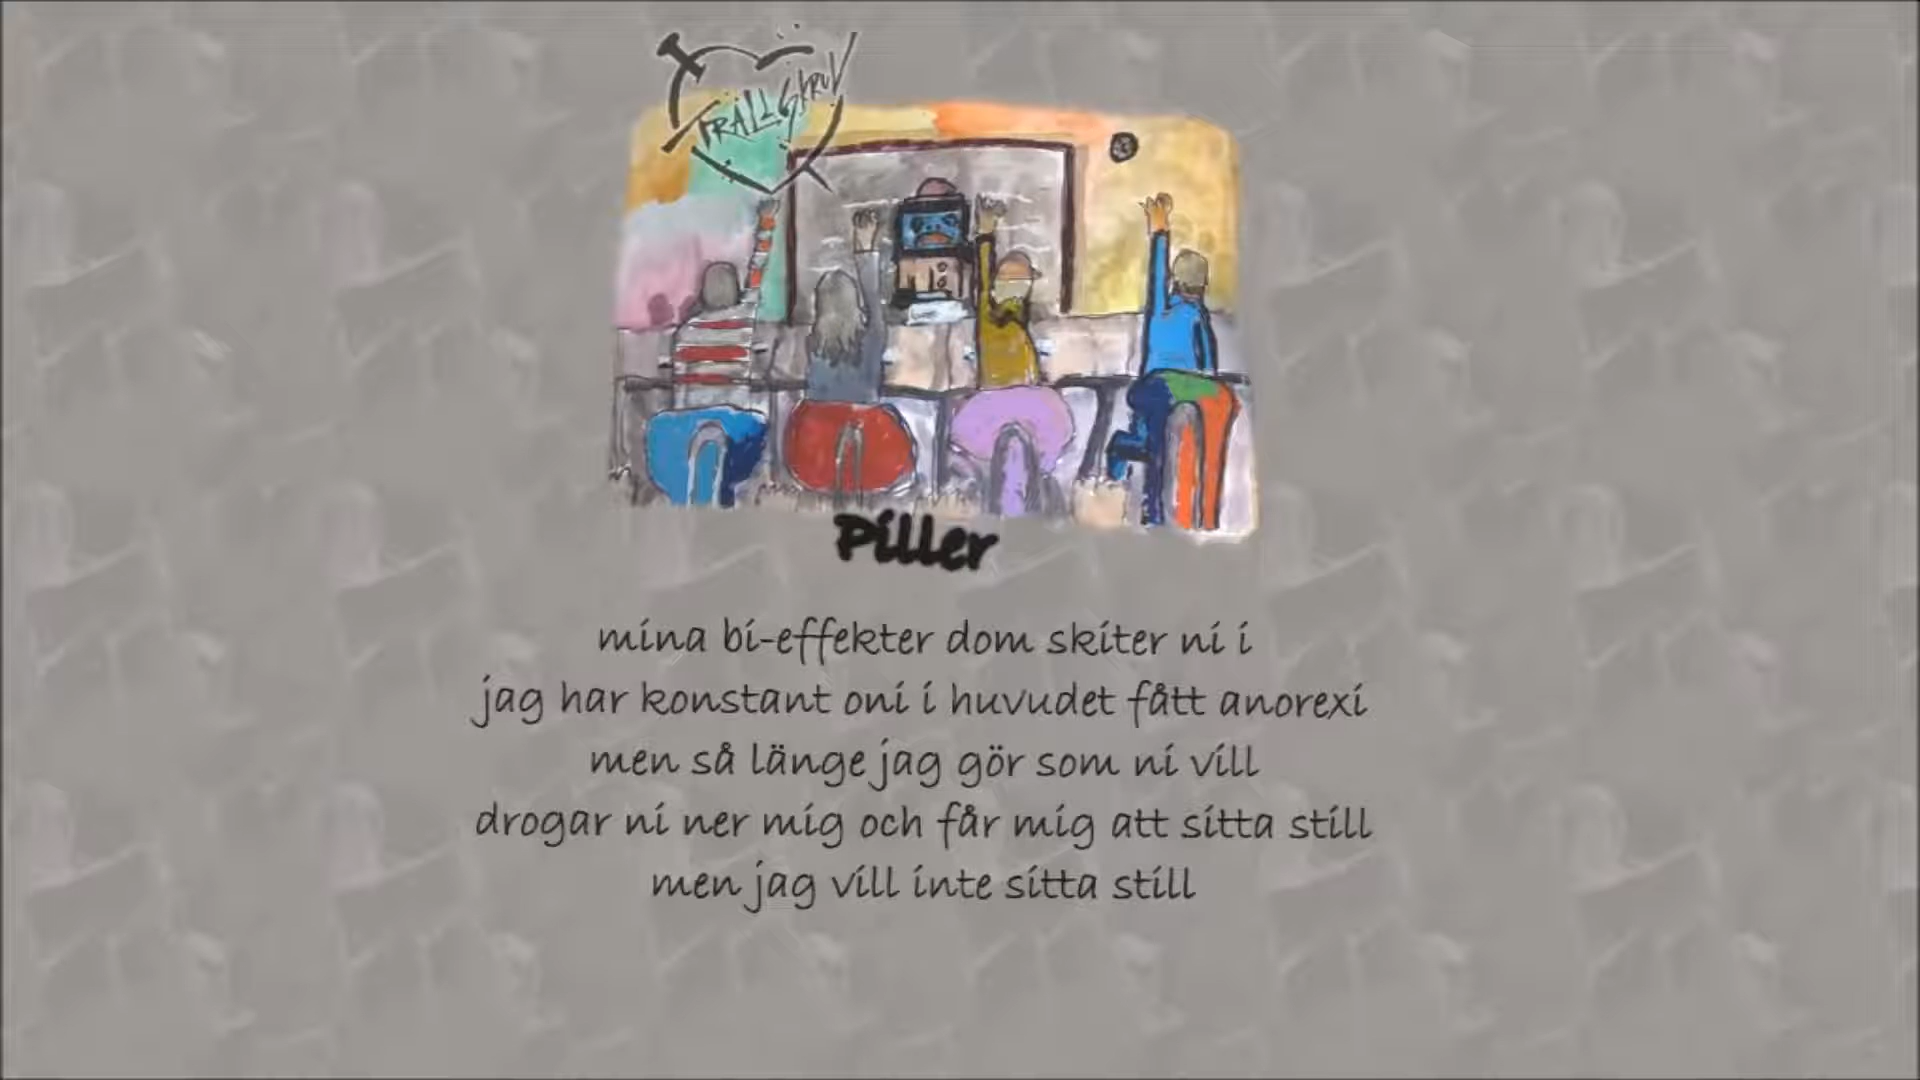 TRALLSKRUV
Piller
mina bi-effekter dom skiter ni i
jag har konstant oni i huvudet fått anorexi
men så länge jag gör som ni vill
drogar ni ner mig och får mig att sitta still
men jag vill inte sitta still